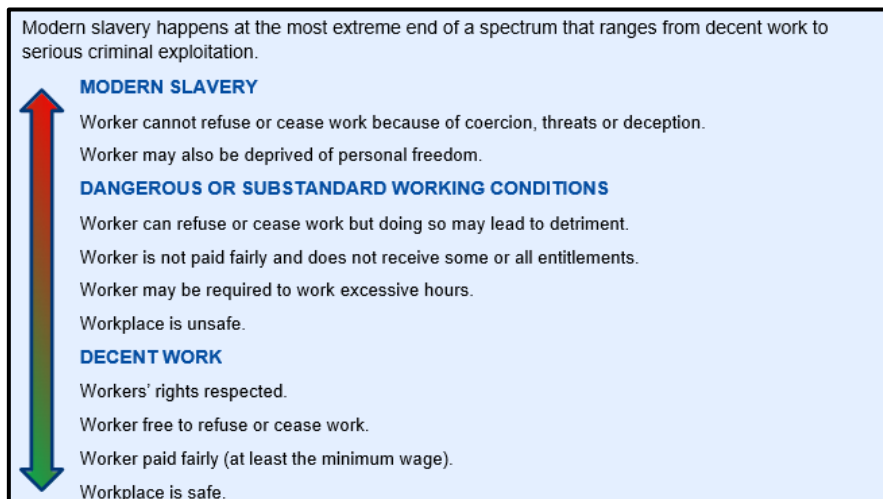 Modern slavery happens at the most extreme end of a spectrum that ranges from decent work to
serious criminal exploitation.
MODERN SLAVERY
Worker cannot refuse or cease work because of coercion, threats or deception.
Worker may also be deprived of personal freedom.
DANGEROUS OR SUBSTANDARD WORKING CONDITIONS
Worker can refuse or cease work but doing so may lead to detriment.
Worker is not paid fairly and does not receive some or all entitlements.
Worker may be required to work excessive hours.
Workplace is unsafe.
DECENT WORK
Workers’ rights respected.
Worker free to refuse or cease work.
Worker paid fairly (at least the minimum wage).
Workplace is safe.